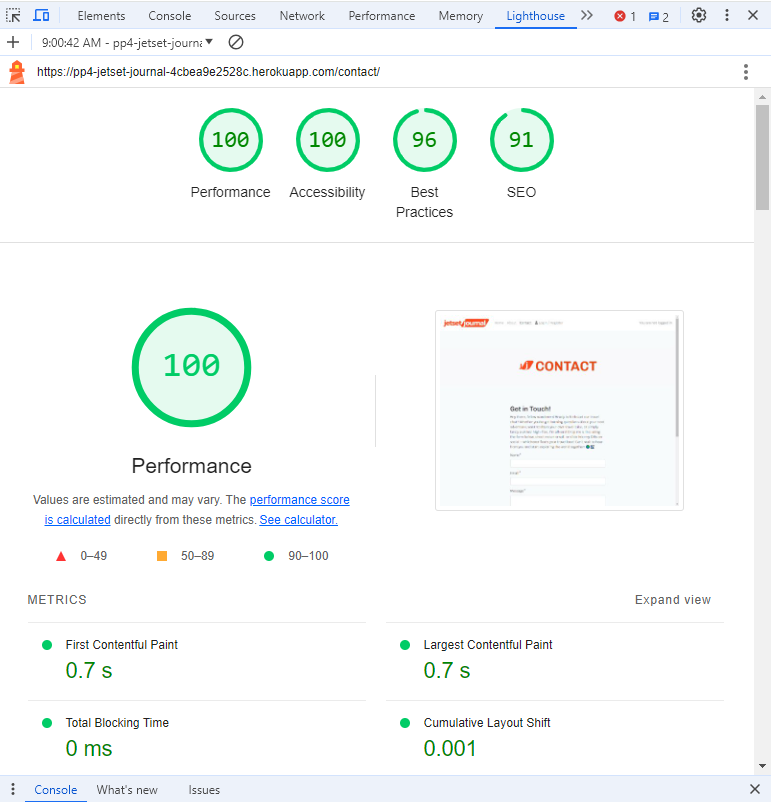 Elements Console Sources Network Performance Memory Lighthouse 1 2
9:00:42 AM - pp4-jetset-journ
https://pp4-jetset-journal-4cbea9e2528c.herokuapp.com/contact/
100 100 96 91
Performance Accessibility Best Practices SEO
100
Performance
Values are estimated and may vary. The performance score
is calculated directly from these metrics. See calculator.
0–49 50–89 90–100
jetset journal
CONTACT
Get in Touch!
METRICS Expand view
First Contentful Paint Largest Contentful Paint
0.7 s 0.7 s
Total Blocking Time Cumulative Layout Shift
0 ms 0.001
Console What's new Issues